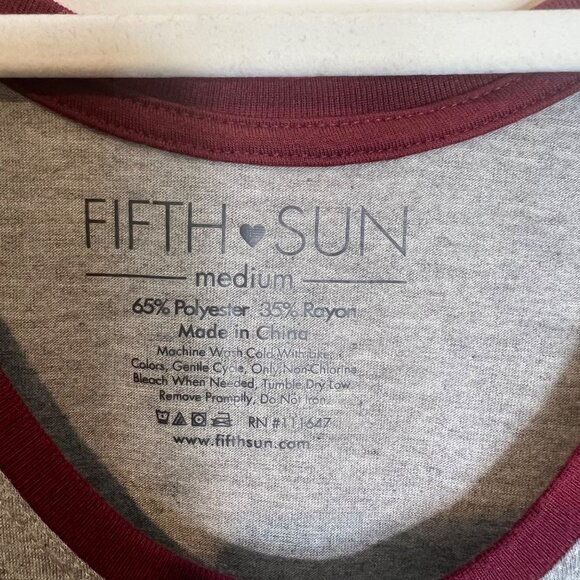 FIFTH SUN
medium
65% Polyester 35% Rayon
Made in China
Machine Wash Cold With Like
Colors, Gentle Cycle, Only Non-Chlorine
Bleach When Needed, Tumble Dry Low
Remove Promptly, Do Not Iron.
RN #111647
www.fifthsun.com